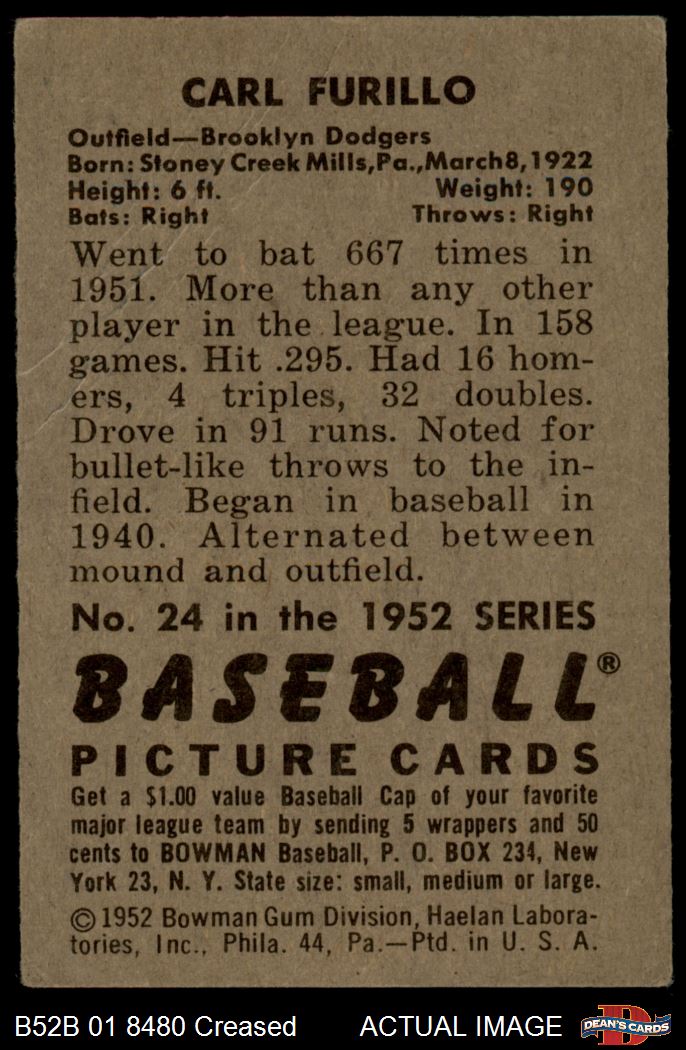 CARL FURILLO
Outfield—Brooklyn Dodgers
Born: Stoney Creek Mills, Pa., March 8, 1922
Height: 6 ft. Weight: 190
Bats: Right Throws: Right
Went to bat 667 times in
1951. More than any other
player in the league. In 158
games. Hit .295. Had 16 hom-
ers, 4 triples, 32 doubles.
Drove in 91 runs. Noted for
bullet-like throws to the in-
field. Began in baseball in
1940. Alternated between
mound and outfield.
No. 24 in the 1952 SERIES
BASEBALL®
PICTURE CARDS
Get a $1.00 value Baseball Cap of your favorite
major league team by sending 5 wrappers and 50
cents to BOWMAN Baseball, P. O. BOX 234, New
York 23, N. Y. State size: small, medium or large.
©1952 Bowman Gum Division, Haelan Labora-
tories, Inc., Phila. 44, Pa.—Ptd. in U. S. A.
B52B 01 8480 Creased ACTUAL IMAGE
D
DEAN'S CARDS